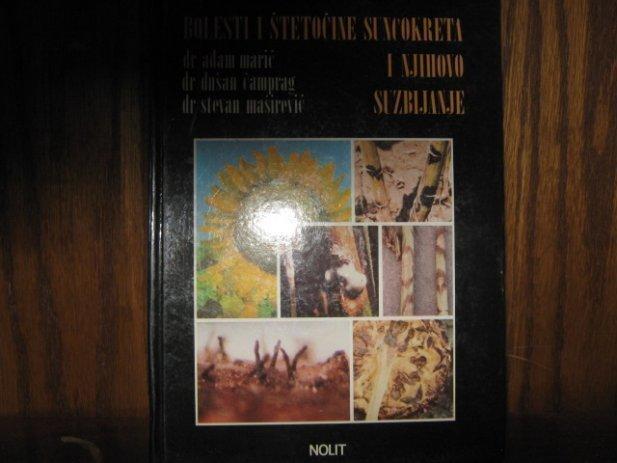 BOLESTI I ŠTETOČINE SUNCOKRETA
I NJIHOVO
SUZBIJANJE
dr adam marić
dr dušan čamprag
dr stevan maširević
NOLIT